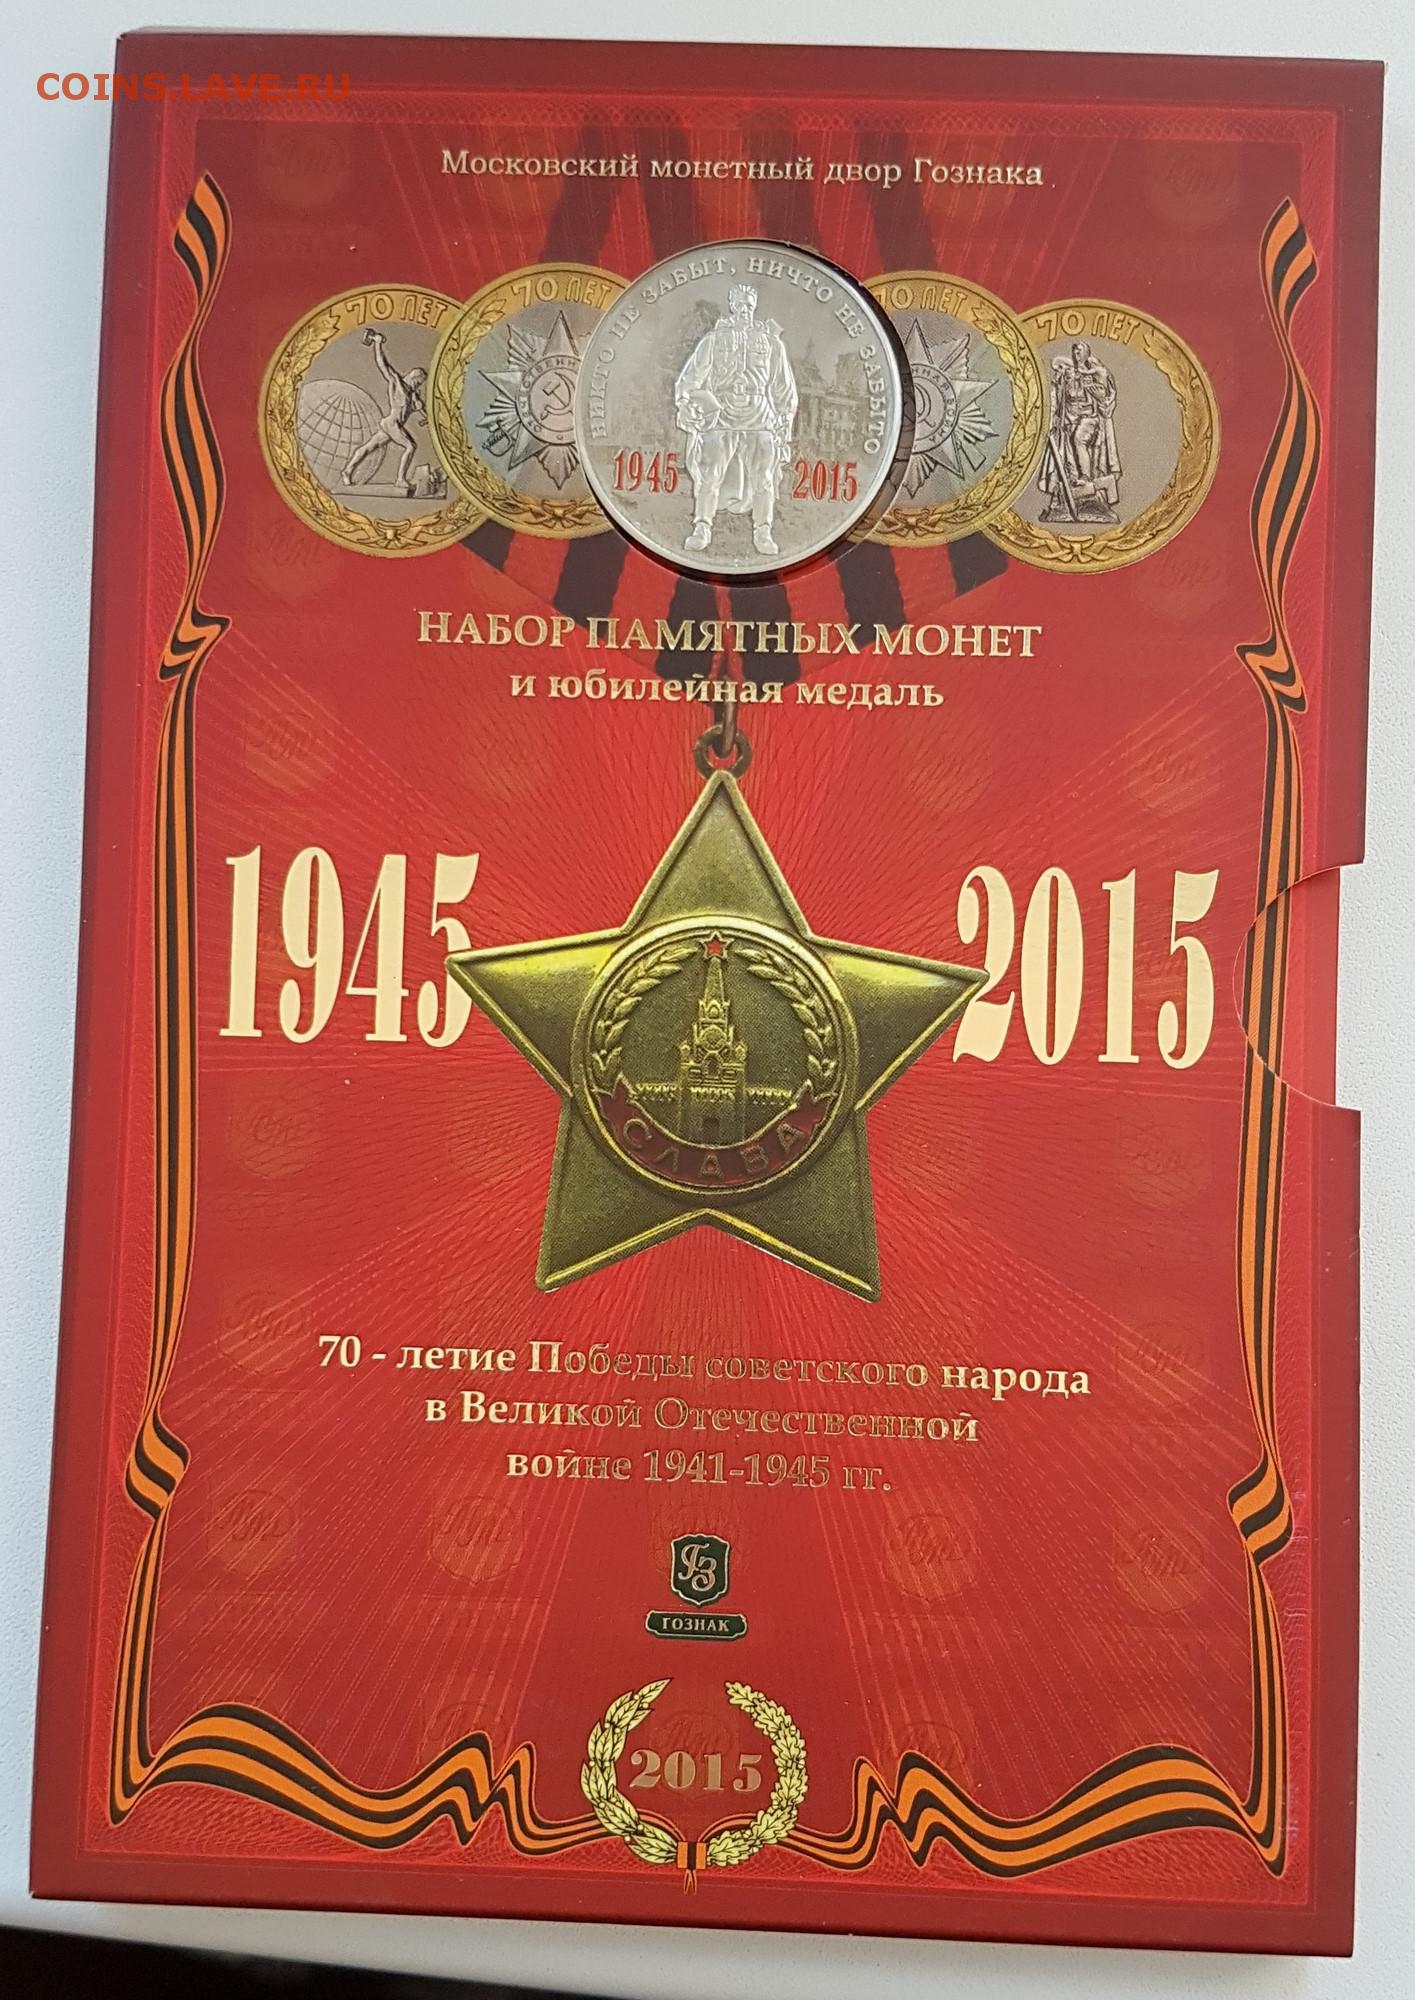 COINS.LAVE.RU
Московский монетный двор Гознака
70 ЛЕТ
70 ЛЕТ
НИКТО НЕ ЗАБЫТ, НИЧТО НЕ ЗАБЫТО
70 ЛЕТ
70 ЛЕТ
1945 2015
НАБОР ПАМЯТНЫХ МОНЕТ
и юбилейная медаль
1945 2015
СЛАВА
70 - летие Победы советского народа
в Великой Отечественной
войне 1941-1945 гг.
ГЗ
ГОЗНАК
2015